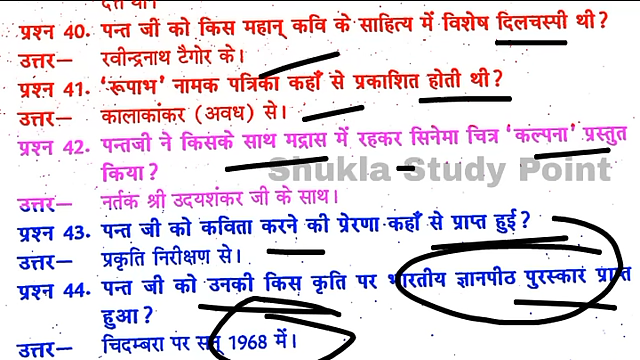 प्रश्न 40. पन्त जी को किस महान् कवि के साहित्य में विशेष दिलचस्पी थी?
उत्तर— रवीन्द्रनाथ टैगोर के।
प्रश्न 41. ‘रूपाभ’ नामक पत्रिका कहाँ से प्रकाशित होती थी?
उत्तर— कालाकांकर (अवध) से।
प्रश्न 42. पन्तजी ने किसके साथ मद्रास में रहकर सिनेमा चित्र ‘कल्पना’ प्रस्तुत
किया?
Shukla Study Point
उत्तर— नर्तक श्री उदयशंकर जी के साथ।
प्रश्न 43. पन्त जी को कविता करने की प्रेरणा कहाँ से प्राप्त हुई?
उत्तर— प्रकृति निरीक्षण से।
प्रश्न 44. पन्त जी को उनकी किस कृति पर भारतीय ज्ञानपीठ पुरस्कार प्राप्त
हुआ?
उत्तर— चिदम्बरा पर सन् 1968 में।